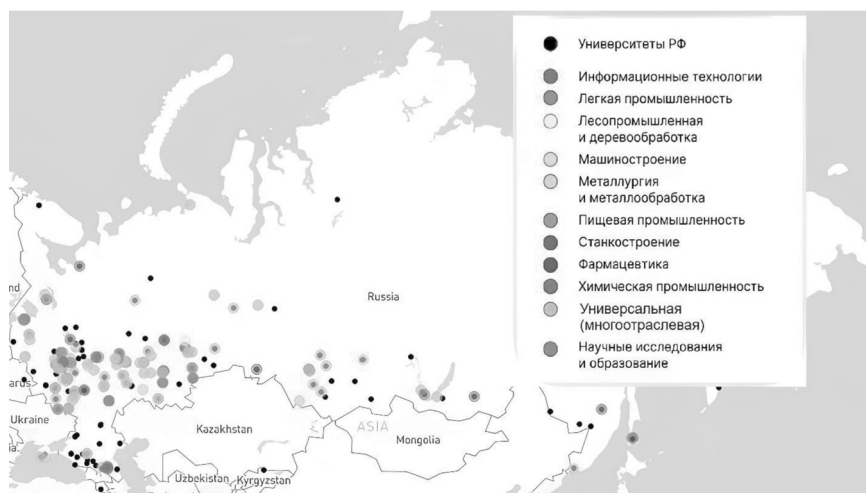 Университеты РФ
Информационные технологии
Легкая промышленность
Лесопромышленная
и деревообработка
Машиностроение
Металлургия
и металлообработка
Пищевая промышленность
Станкостроение
Фармацевтика
Химическая промышленность
Универсальная
(многоотраслевая)
Научные исследования
и образование
Russia
nd
arus
Ukraine
ia
Kazakhstan
ASIA
Mongolia
Uzbekistan
Kyrgyzstan